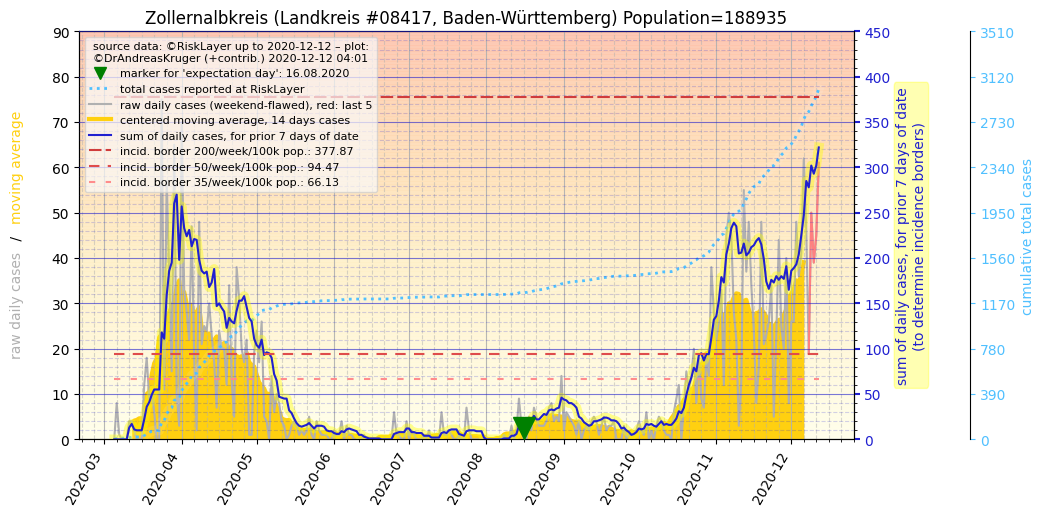 Zollernalbkreis (Landkreis #08417, Baden-Württemberg) Population=188935
source data: ©RiskLayer up to 2020-12-12 – plot:
©DrAndreasKruger (+contrib.) 2020-12-12 04:01
marker for 'expectation day': 16.08.2020
total cases reported at RiskLayer
raw daily cases (weekend-flawed), red: last 5
centered moving average, 14 days cases
sum of daily cases, for prior 7 days of date
incid. border 200/week/100k pop.: 377.87
incid. border 50/week/100k pop.: 94.47
incid. border 35/week/100k pop.: 66.13
raw daily cases / moving average
90
80
70
60
50
40
30
20
10
0
450
400
350
300
250
200
150
100
50
0
sum of daily cases, for prior 7 days of date
(to determine incidence borders)
3510
3120
2730
2340
1950
1560
1170
780
390
0
cumulative total cases
2020-03
2020-04
2020-05
2020-06
2020-07
2020-08
2020-09
2020-10
2020-11
2020-12